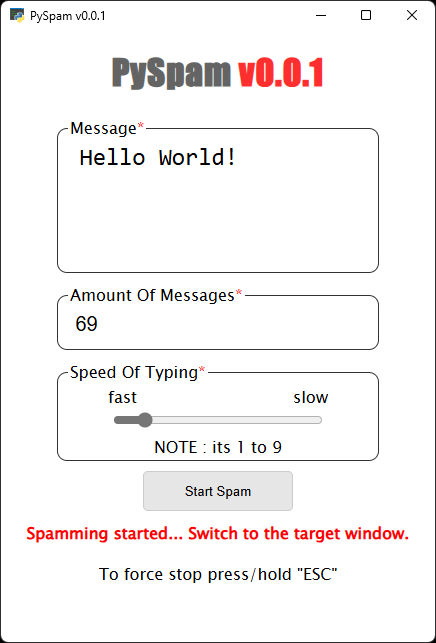 PySpam v0.0.1
PySpam v0.0.1
Message*
Hello World!
Amount Of Messages*
69
Speed Of Typing*
fast slow
NOTE : its 1 to 9
Start Spam
Spamming started... Switch to the target window.
To force stop press/hold "ESC"